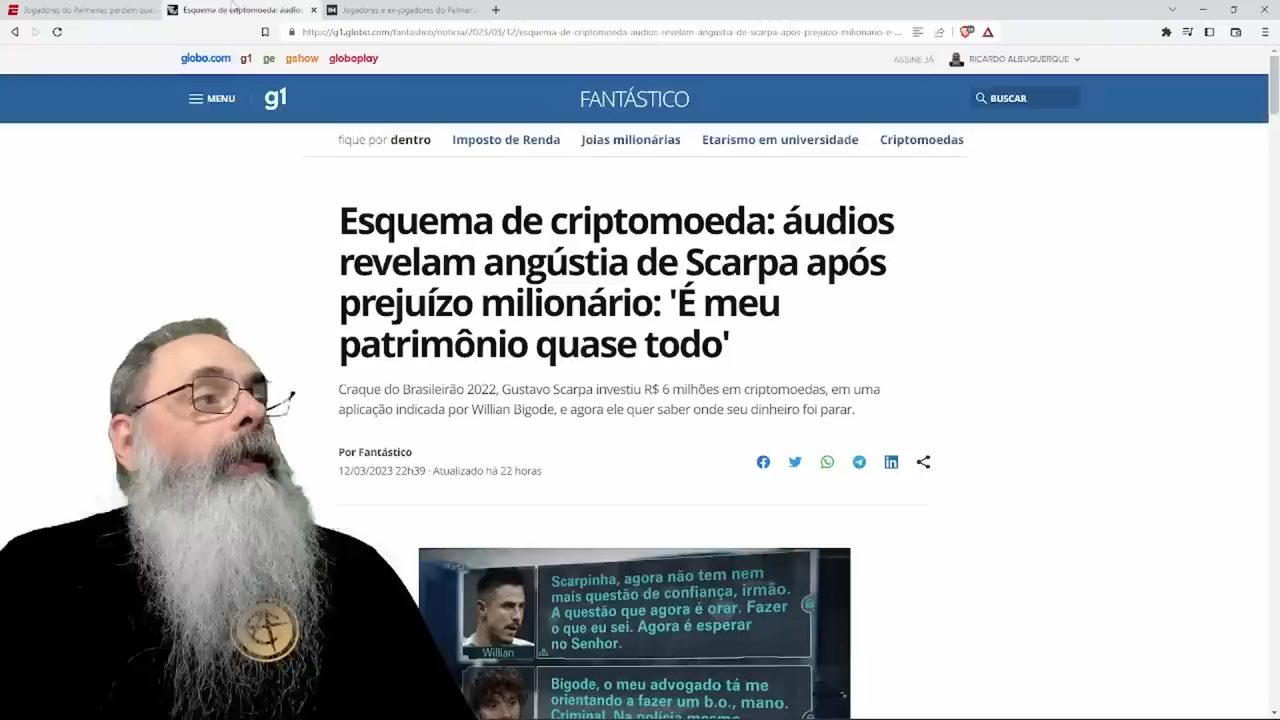 Jogadores do Palmeiras perdem qua
Esquema de criptomoeda: áudios
Jogadores e ex-jogadores do Palmeir
https://g1.globo.com/fantastico/noticia/2023/03/12/esquema-de-criptomoeda-audios-revelam-angustia-de-scarpa-apos-prejuizo-milionario-e-...
globo.com g1 ge gshow globoplay
ASSINE JÁ
RICARDO ALBUQUERQUE
MENU
g1
FANTÁSTICO
BUSCAR
fique por dentro Imposto de Renda Joias milionárias Etarismo em universidade Criptomoedas
Esquema de criptomoeda: áudios
revelam angústia de Scarpa após
prejuízo milionário: 'É meu
patrimônio quase todo'
Craque do Brasileirão 2022, Gustavo Scarpa investiu R$ 6 milhões em criptomoedas, em uma
aplicação indicada por Willian Bigode, e agora ele quer saber onde seu dinheiro foi parar.
Por Fantástico
12/03/2023 22h39 · Atualizado há 22 horas
Scarpinha, agora não tem nem
mais questão de confiança, irmão.
A questão que agora é orar. Fazer
o que eu sei. Agora é esperar
no Senhor.
Willian
Bigode, o meu advogado tá me
orientando a fazer um b.o., mano.
Criminal. Na polícia mesmo